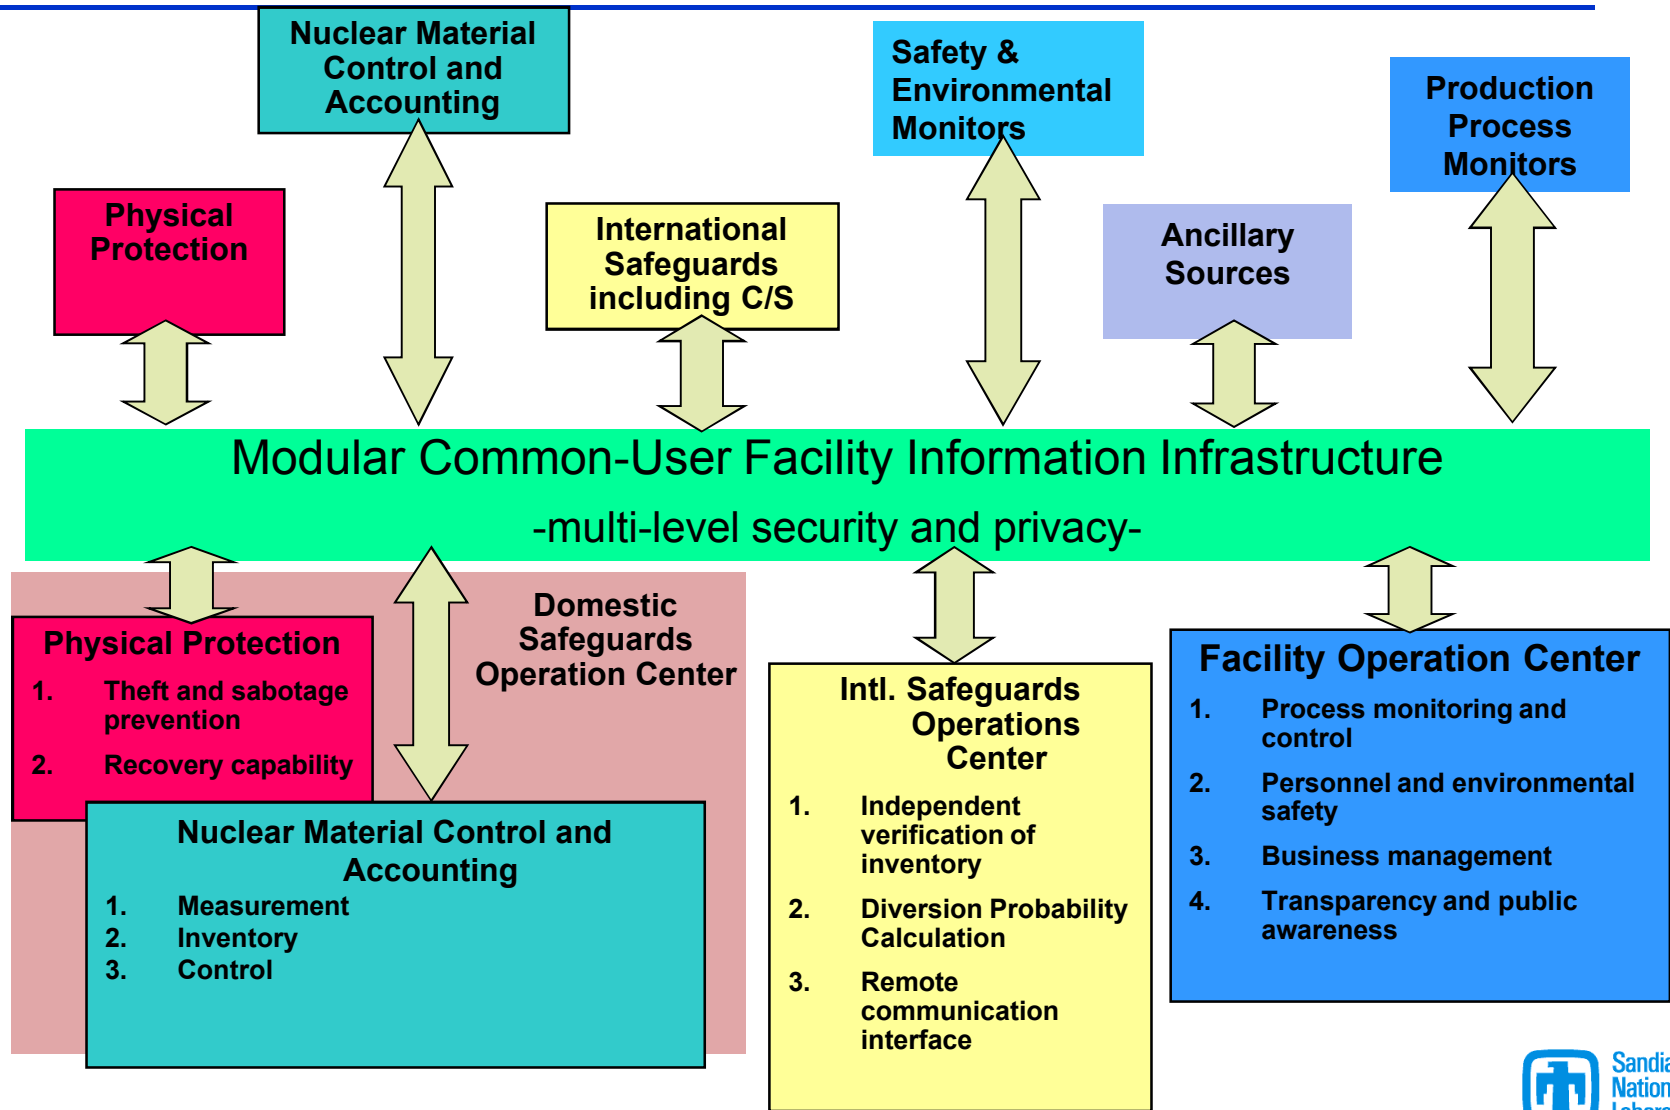 Nuclear Material
Control and
Accounting
Safety &
Environmental
Monitors
Production
Process
Monitors
Physical
Protection
International
Safeguards
including C/S
Ancillary
Sources
Modular Common-User Facility Information Infrastructure
-multi-level security and privacy-
Domestic
Safeguards
Operation Center
Physical Protection
1. Theft and sabotage
prevention
2. Recovery capability
Nuclear Material Control and
Accounting
1. Measurement
2. Inventory
3. Control
Intl. Safeguards
Operations
Center
1. Independent
verification of
inventory
2. Diversion Probability
Calculation
3. Remote
communication
interface
Facility Operation Center
1. Process monitoring and
control
2. Personnel and environmental
safety
3. Business management
4. Transparency and public
awareness
Sandia